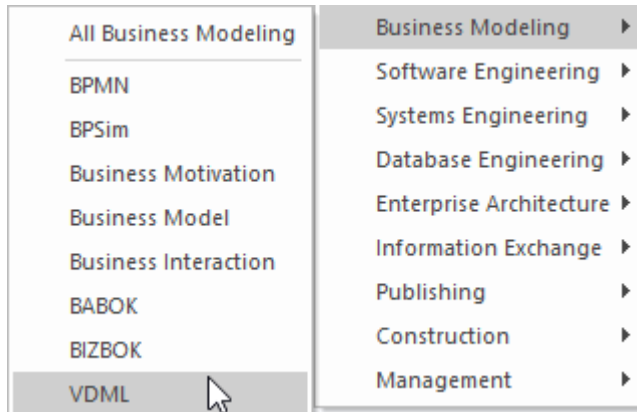 All Business Modeling
BPMN
BPSim
Business Motivation
Business Model
Business Interaction
BABOK
BIZBOK
VDML
Business Modeling
Software Engineering
Systems Engineering
Database Engineering
Enterprise Architecture
Information Exchange
Publishing
Construction
Management